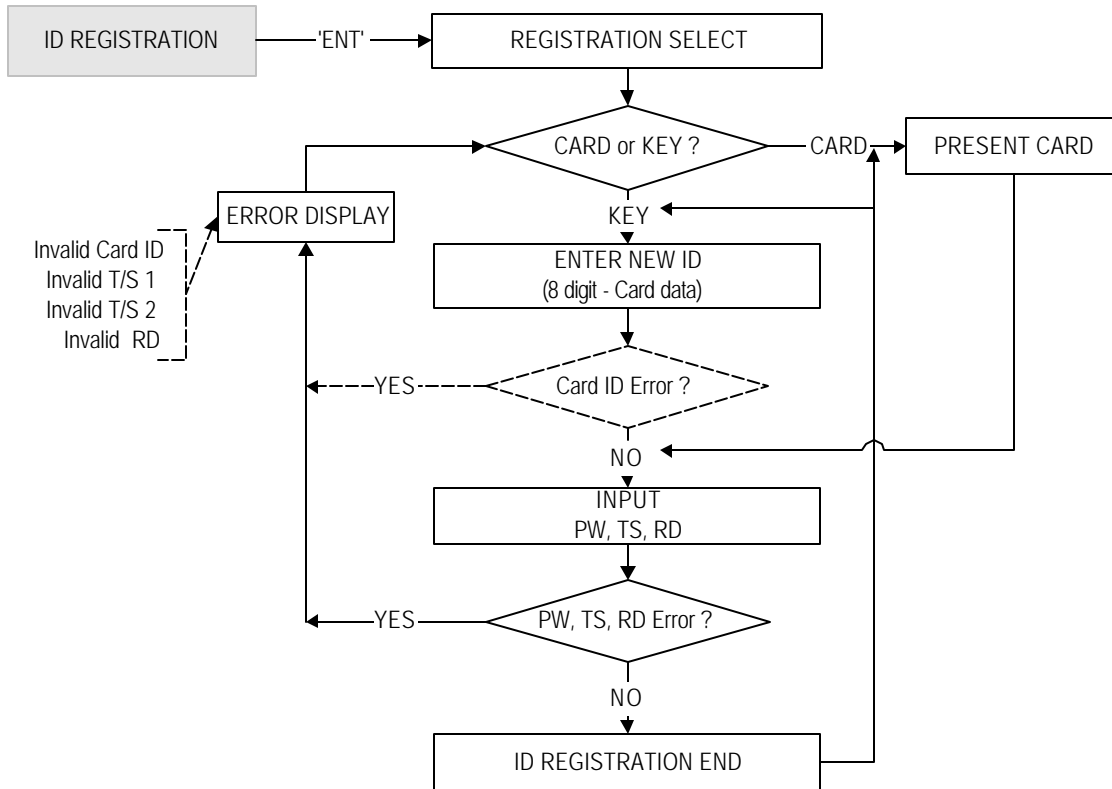 ID REGISTRATION
'ENT'
REGISTRATION SELECT
CARD or KEY ?
CARD
PRESENT CARD
ERROR DISPLAY
KEY
Invalid Card ID
Invalid T/S 1
Invalid T/S 2
Invalid RD
ENTER NEW ID
(8 digit - Card data)
YES
Card ID Error ?
NO
INPUT
PW, TS, RD
YES
PW, TS, RD Error ?
NO
ID REGISTRATION END